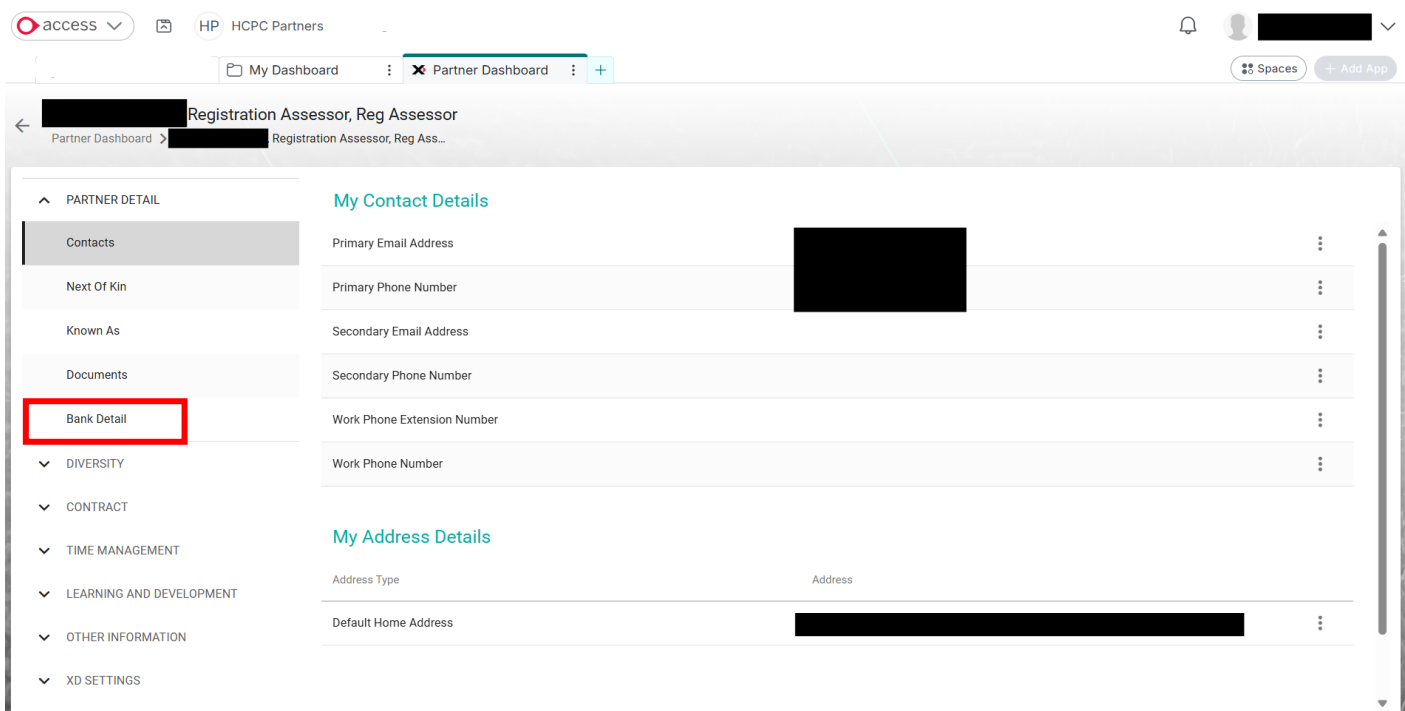 access
HP HCPC Partners
My Dashboard
Partner Dashboard
+
Spaces
+ Add App
Registration Assessor, Reg Assessor
Partner Dashboard
Registration Assessor, Reg Ass...
PARTNER DETAIL
Contacts
Next Of Kin
Known As
Documents
Bank Detail
DIVERSITY
CONTRACT
TIME MANAGEMENT
LEARNING AND DEVELOPMENT
OTHER INFORMATION
XD SETTINGS
My Contact Details
Primary Email Address
Primary Phone Number
Secondary Email Address
Secondary Phone Number
Work Phone Extension Number
Work Phone Number
My Address Details
Address Type Address
Default Home Address